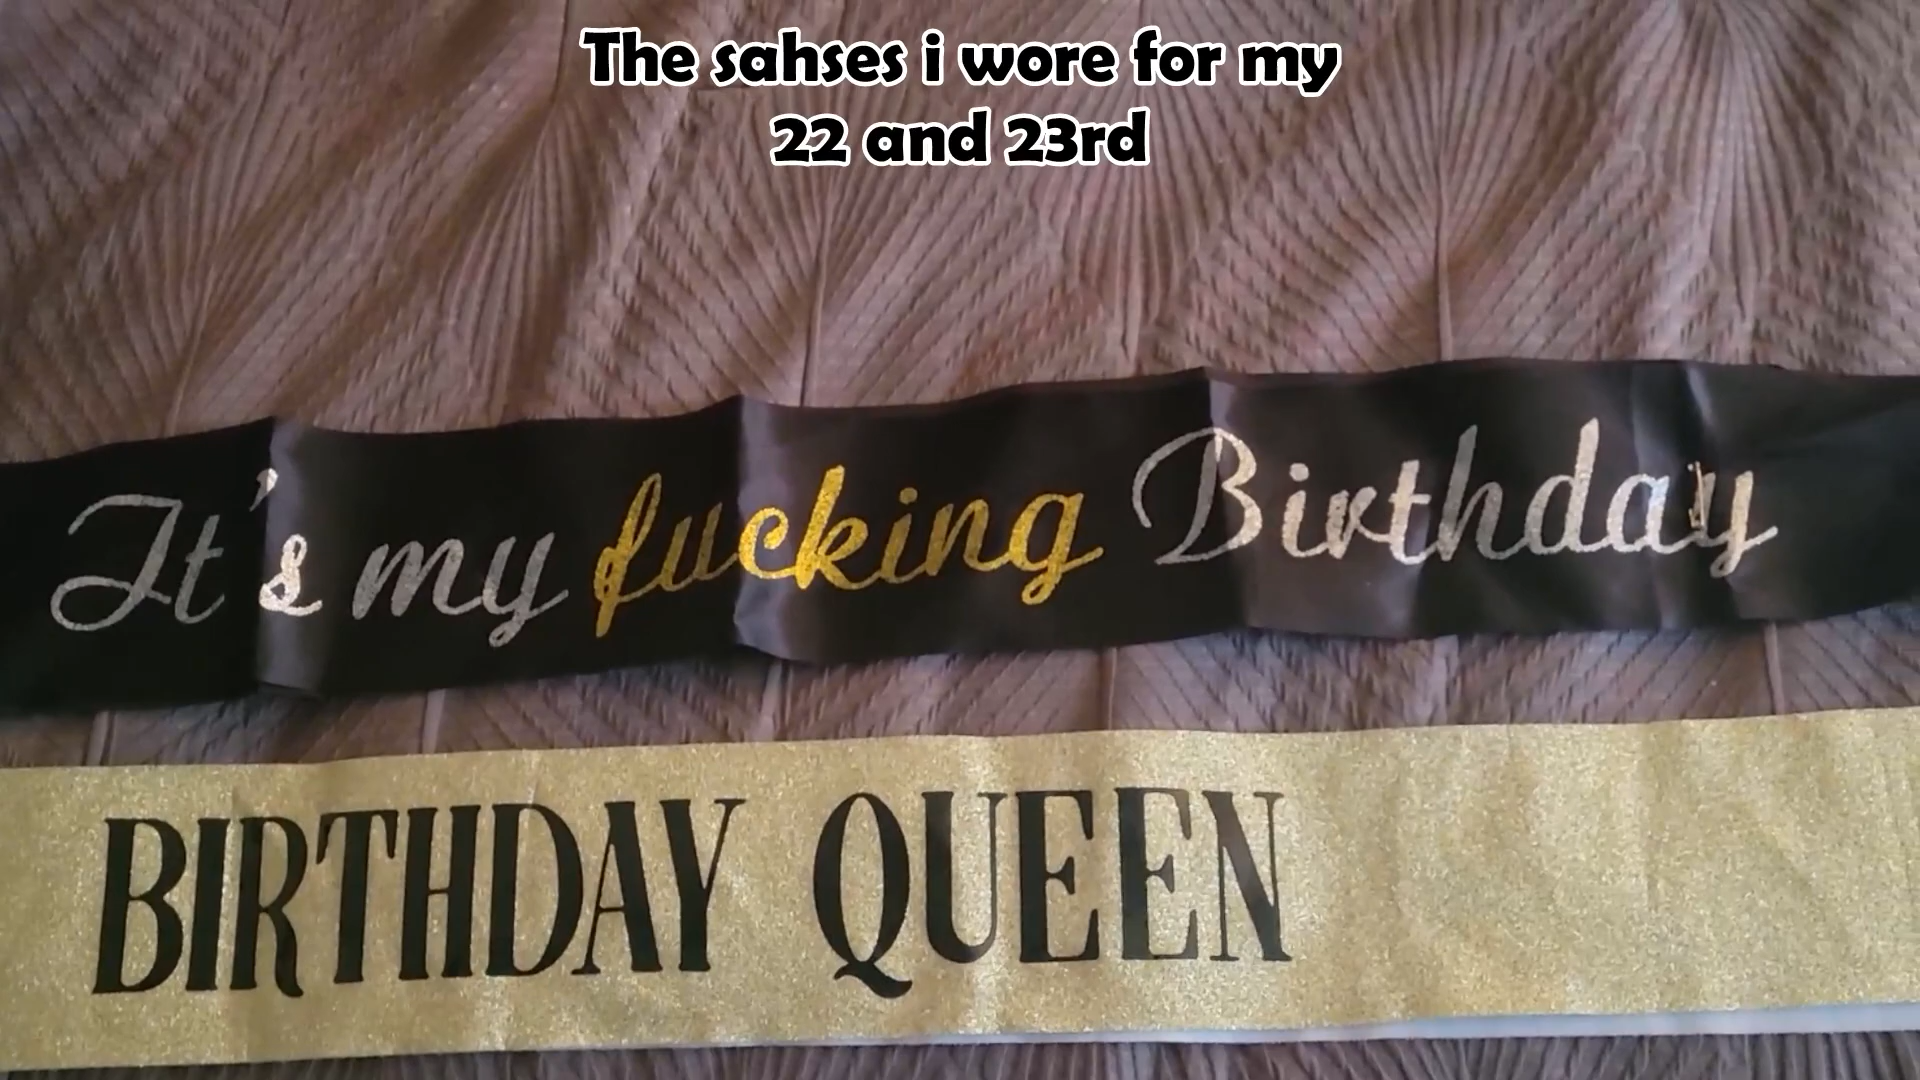 The sahses i wore for my
22 and 23rd
It's my fucking Birthday
BIRTHDAY QUEEN